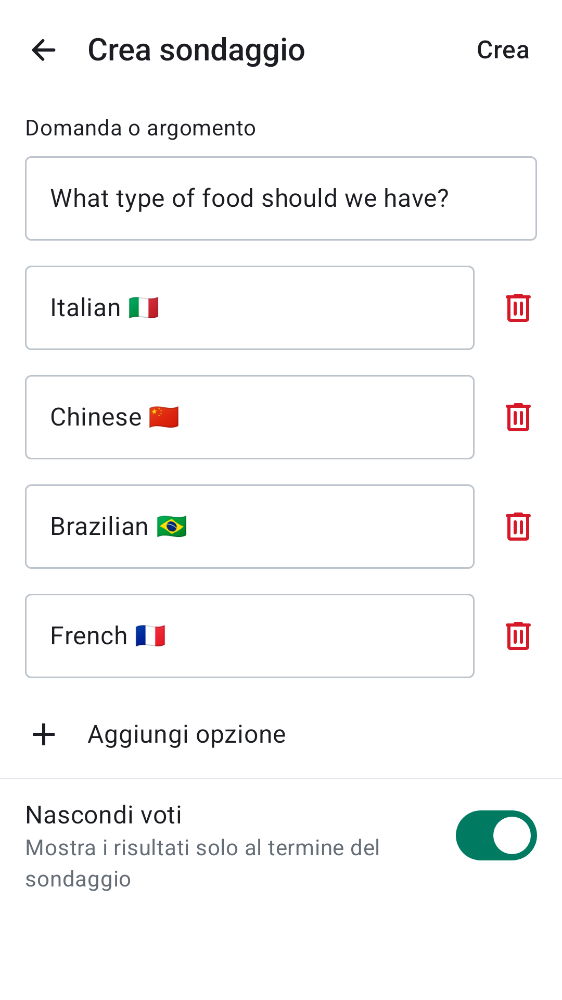 Crea sondaggio
Crea
Domanda o argomento
What type of food should we have?
Italian 🇮🇹
Chinese 🇨🇳
Brazilian 🇧🇷
French 🇫🇷
Aggiungi opzione
Nascondi voti
Mostra i risultati solo al termine del
sondaggio